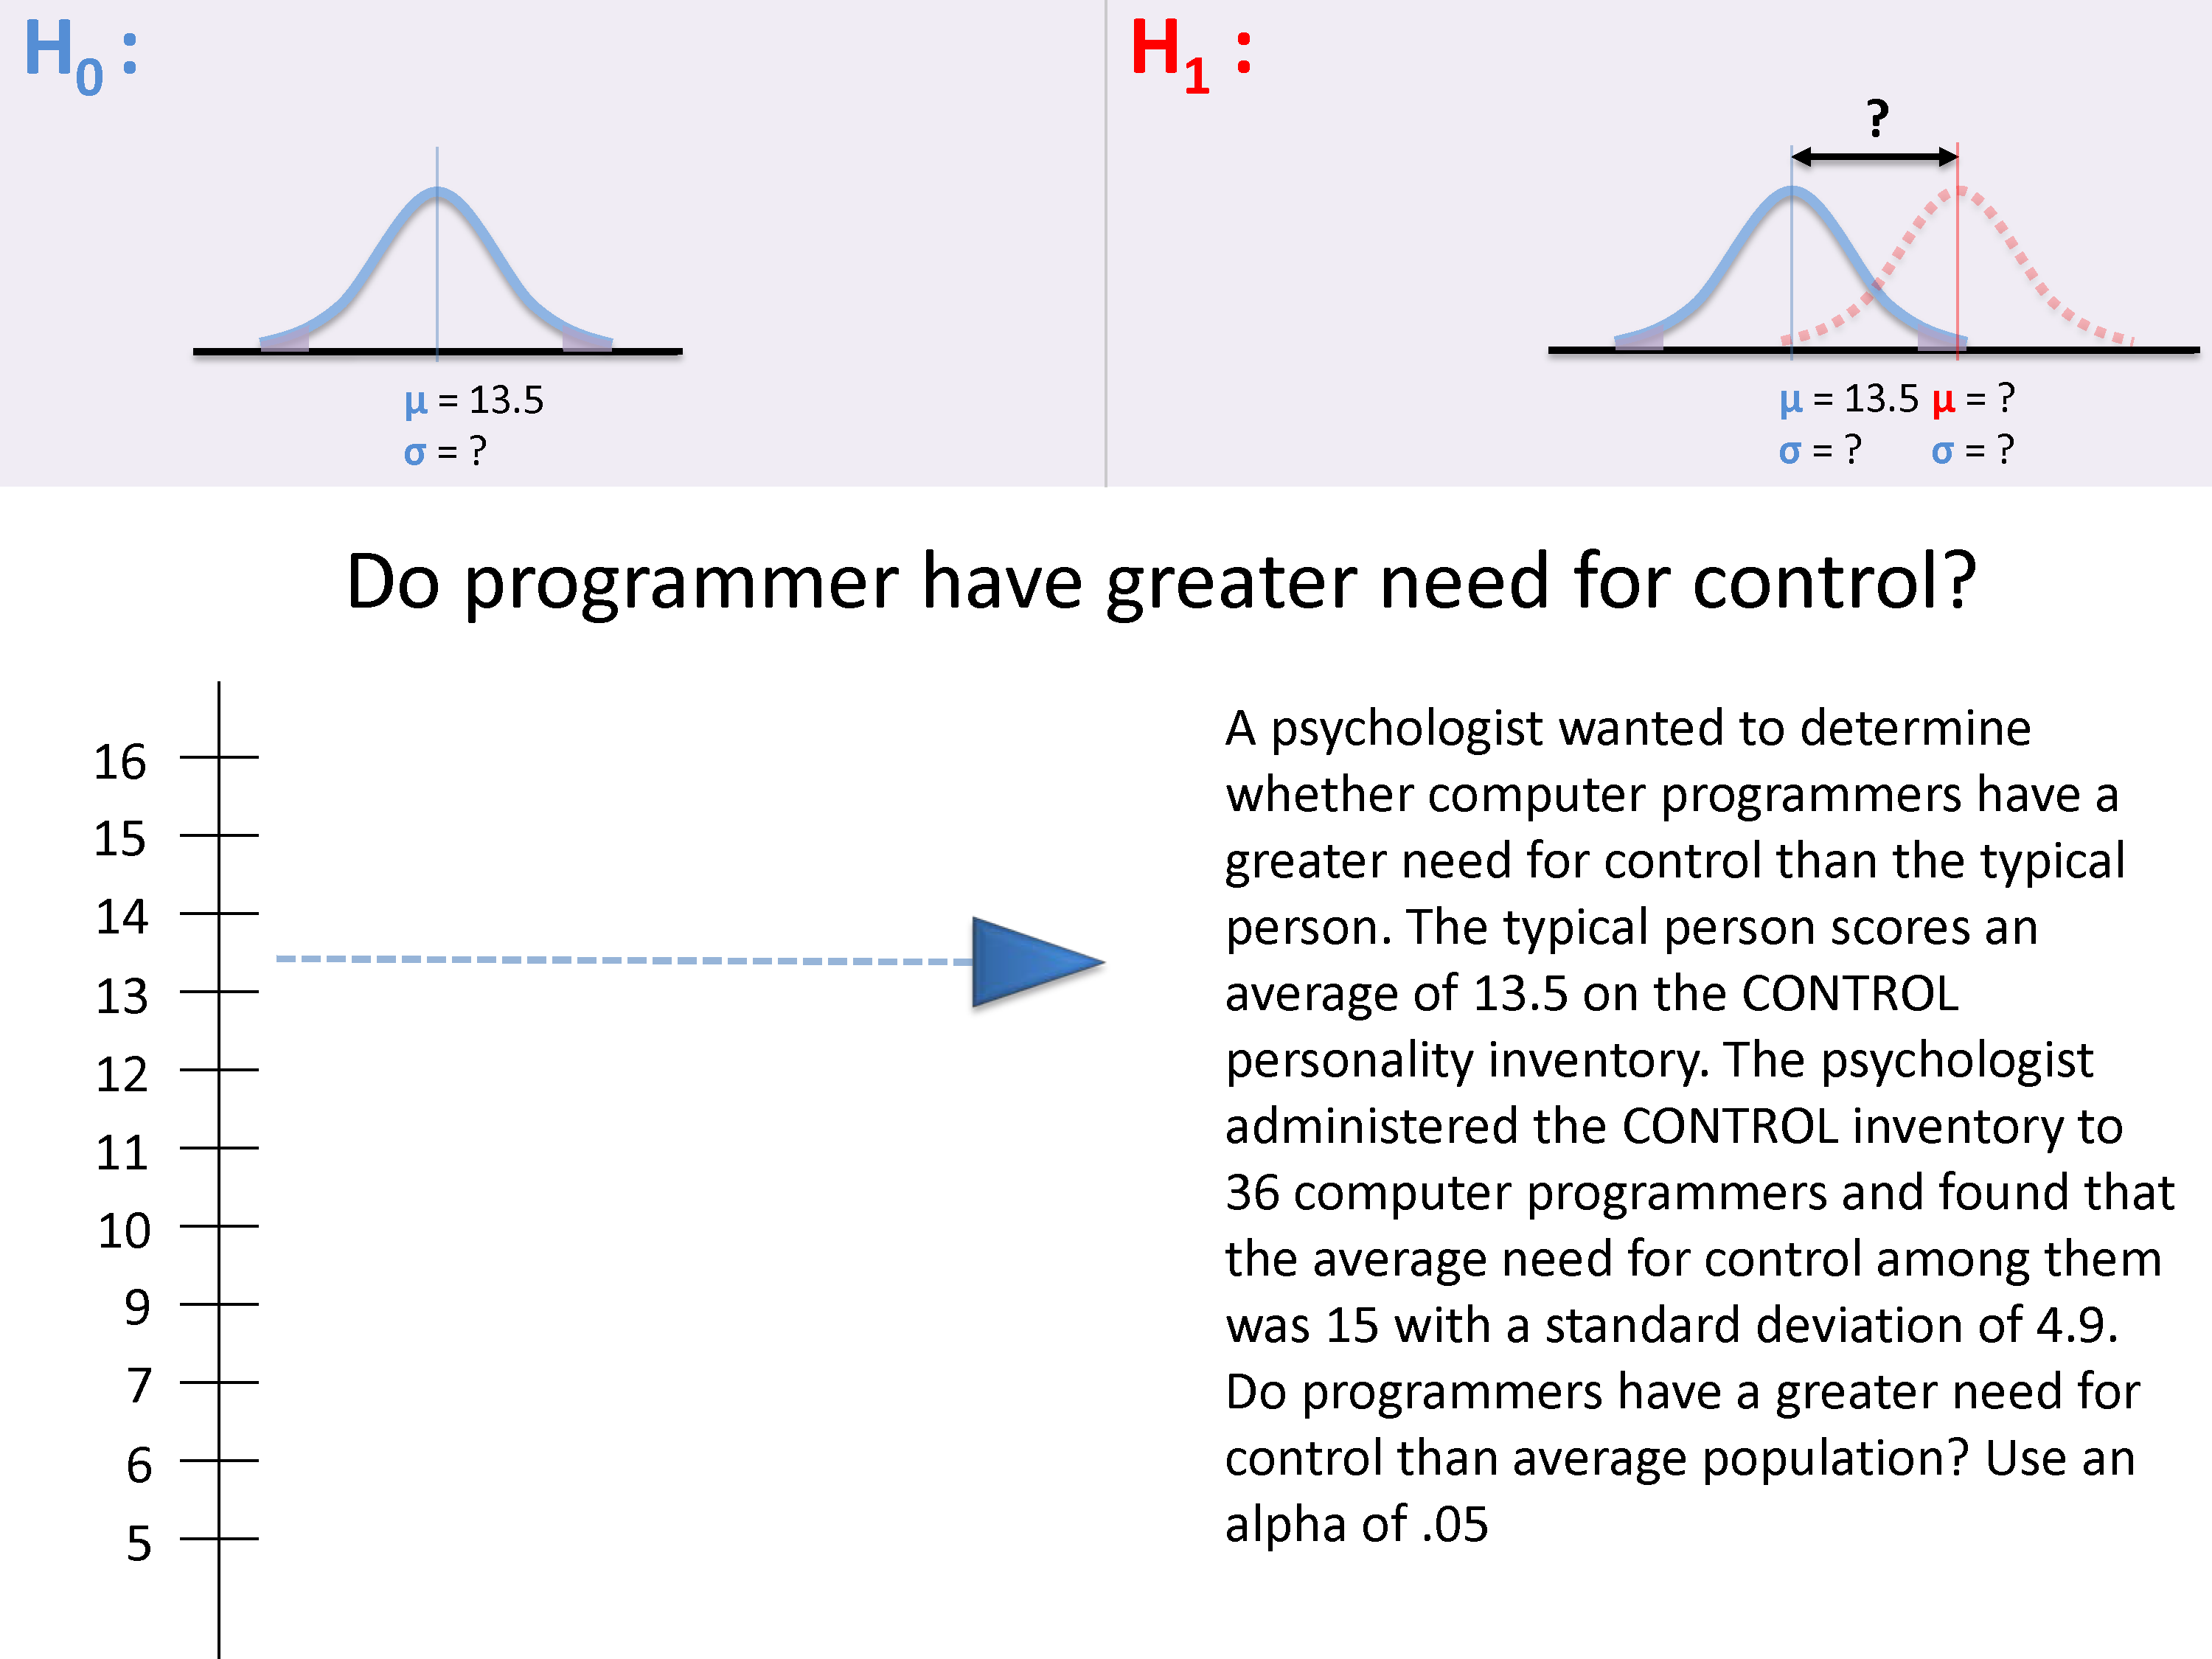 H0 :
H1 :
?
μ = 13.5
σ = ?
μ = 13.5 μ = ?
σ = ? σ = ?
Do programmer have greater need for control?
16
15
14
13
12
11
10
9
7
6
5
A psychologist wanted to determine
whether computer programmers have a
greater need for control than the typical
person. The typical person scores an
average of 13.5 on the CONTROL
personality inventory. The psychologist
administered the CONTROL inventory to
36 computer programmers and found that
the average need for control among them
was 15 with a standard deviation of 4.9.
Do programmers have a greater need for
control than average population? Use an
alpha of .05